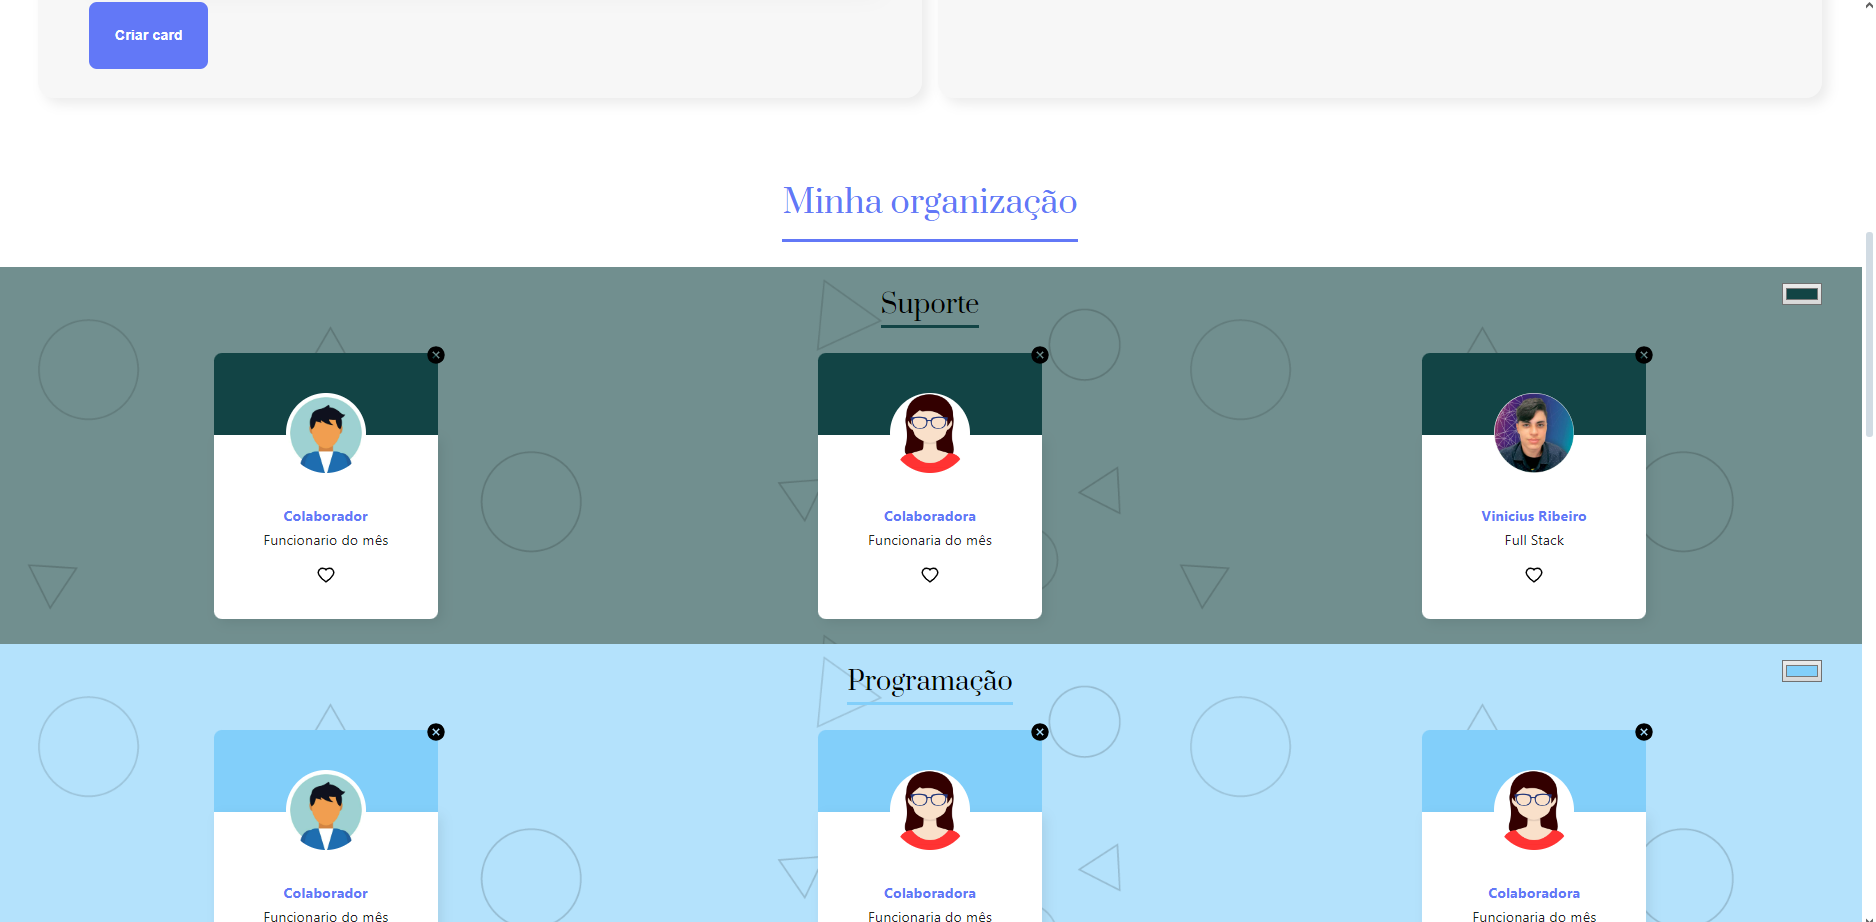 Criar card
Minha organização
Suporte
Colaborador
Funcionario do mês
Colaboradora
Funcionaria do mês
Vinicius Ribeiro
Full Stack
Programação
Colaborador
Funcionario do mês
Colaboradora
Funcionaria do mês
Colaboradora
Funcionaria do mês